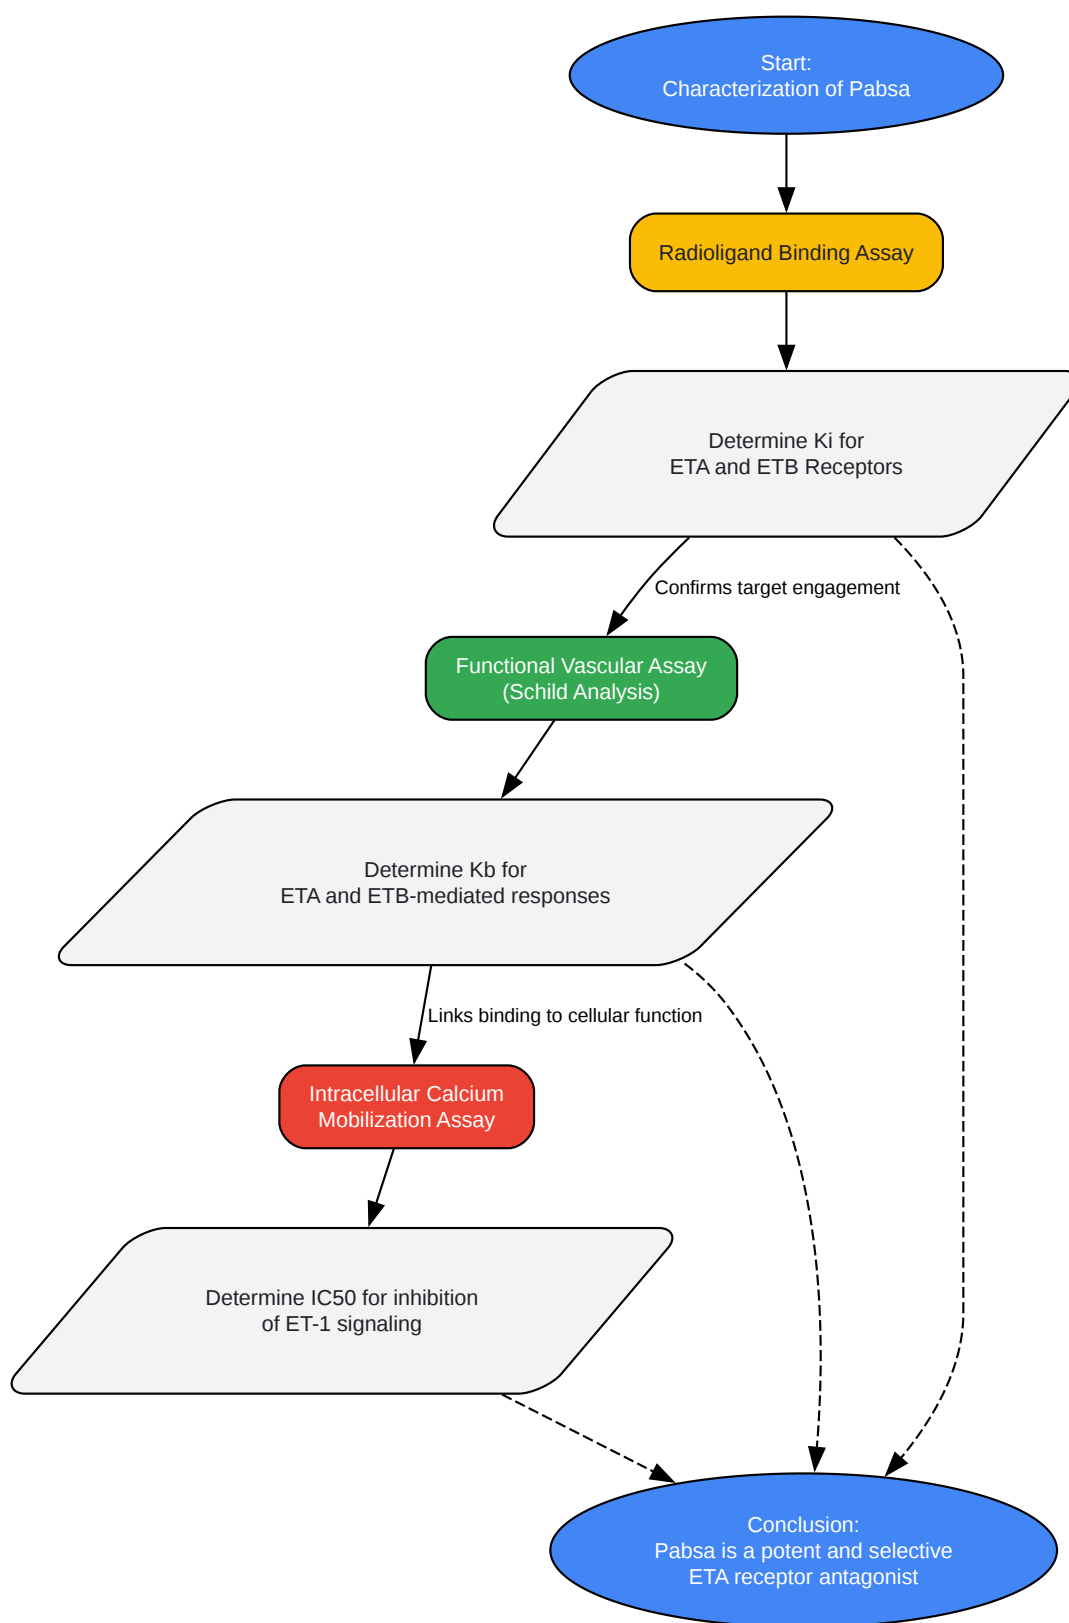 Start:
Characterization of Pabsa
Radioligand Binding Assay
Determine Ki for
ETA and ETB Receptors
Confirms target engagement
Functional Vascular Assay
(Schild Analysis)
Determine Kb for
ETA and ETB-mediated responses
Links binding to cellular function
Intracellular Calcium
Mobilization Assay
Determine IC50 for inhibition
of ET-1 signaling
Conclusion:
Pabsa is a potent and selective
ETA receptor antagonist